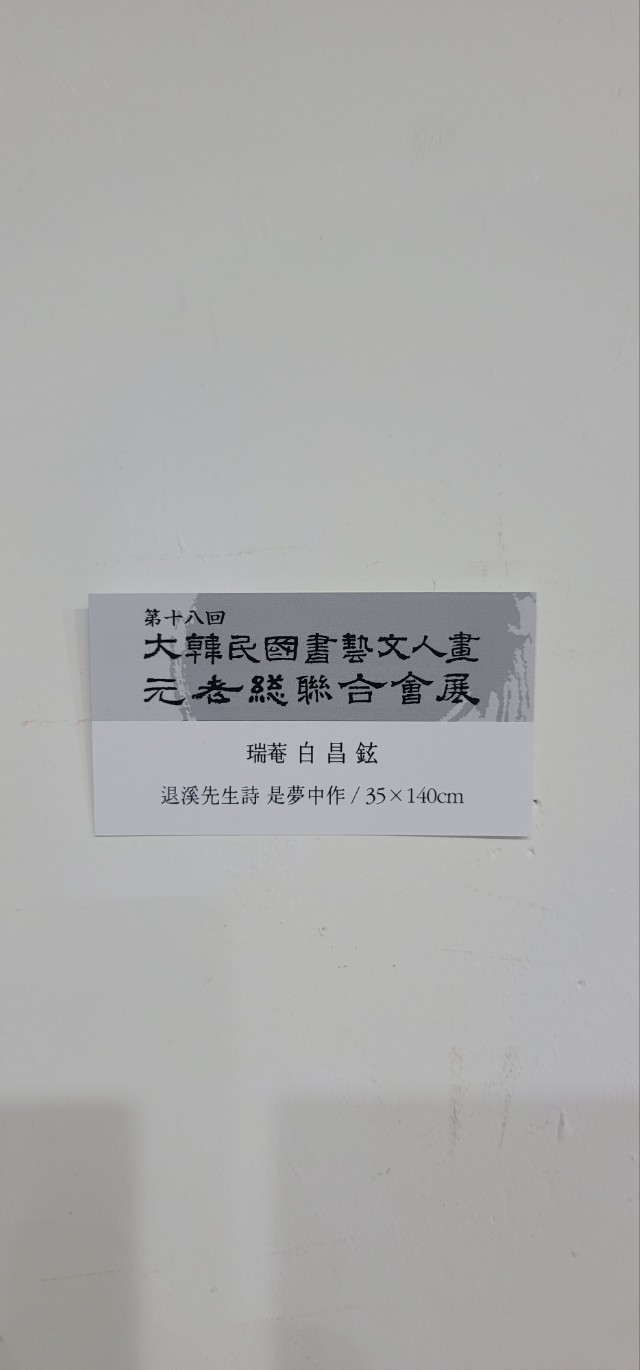 第十八回
大韓民國書藝文人畫
元老総聯合會展
瑞菴 白昌鉉
退溪先生詩 是夢中作 / 35×140cm